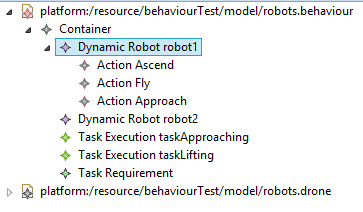 platform:/resource/behaviourTest/model/robots.behaviour
Container
Dynamic Robot robot1
Action Ascend
Action Fly
Action Approach
Dynamic Robot robot2
Task Execution taskApproaching
Task Execution taskLifting
Task Requirement
platform:/resource/behaviourTest/model/robots.drone